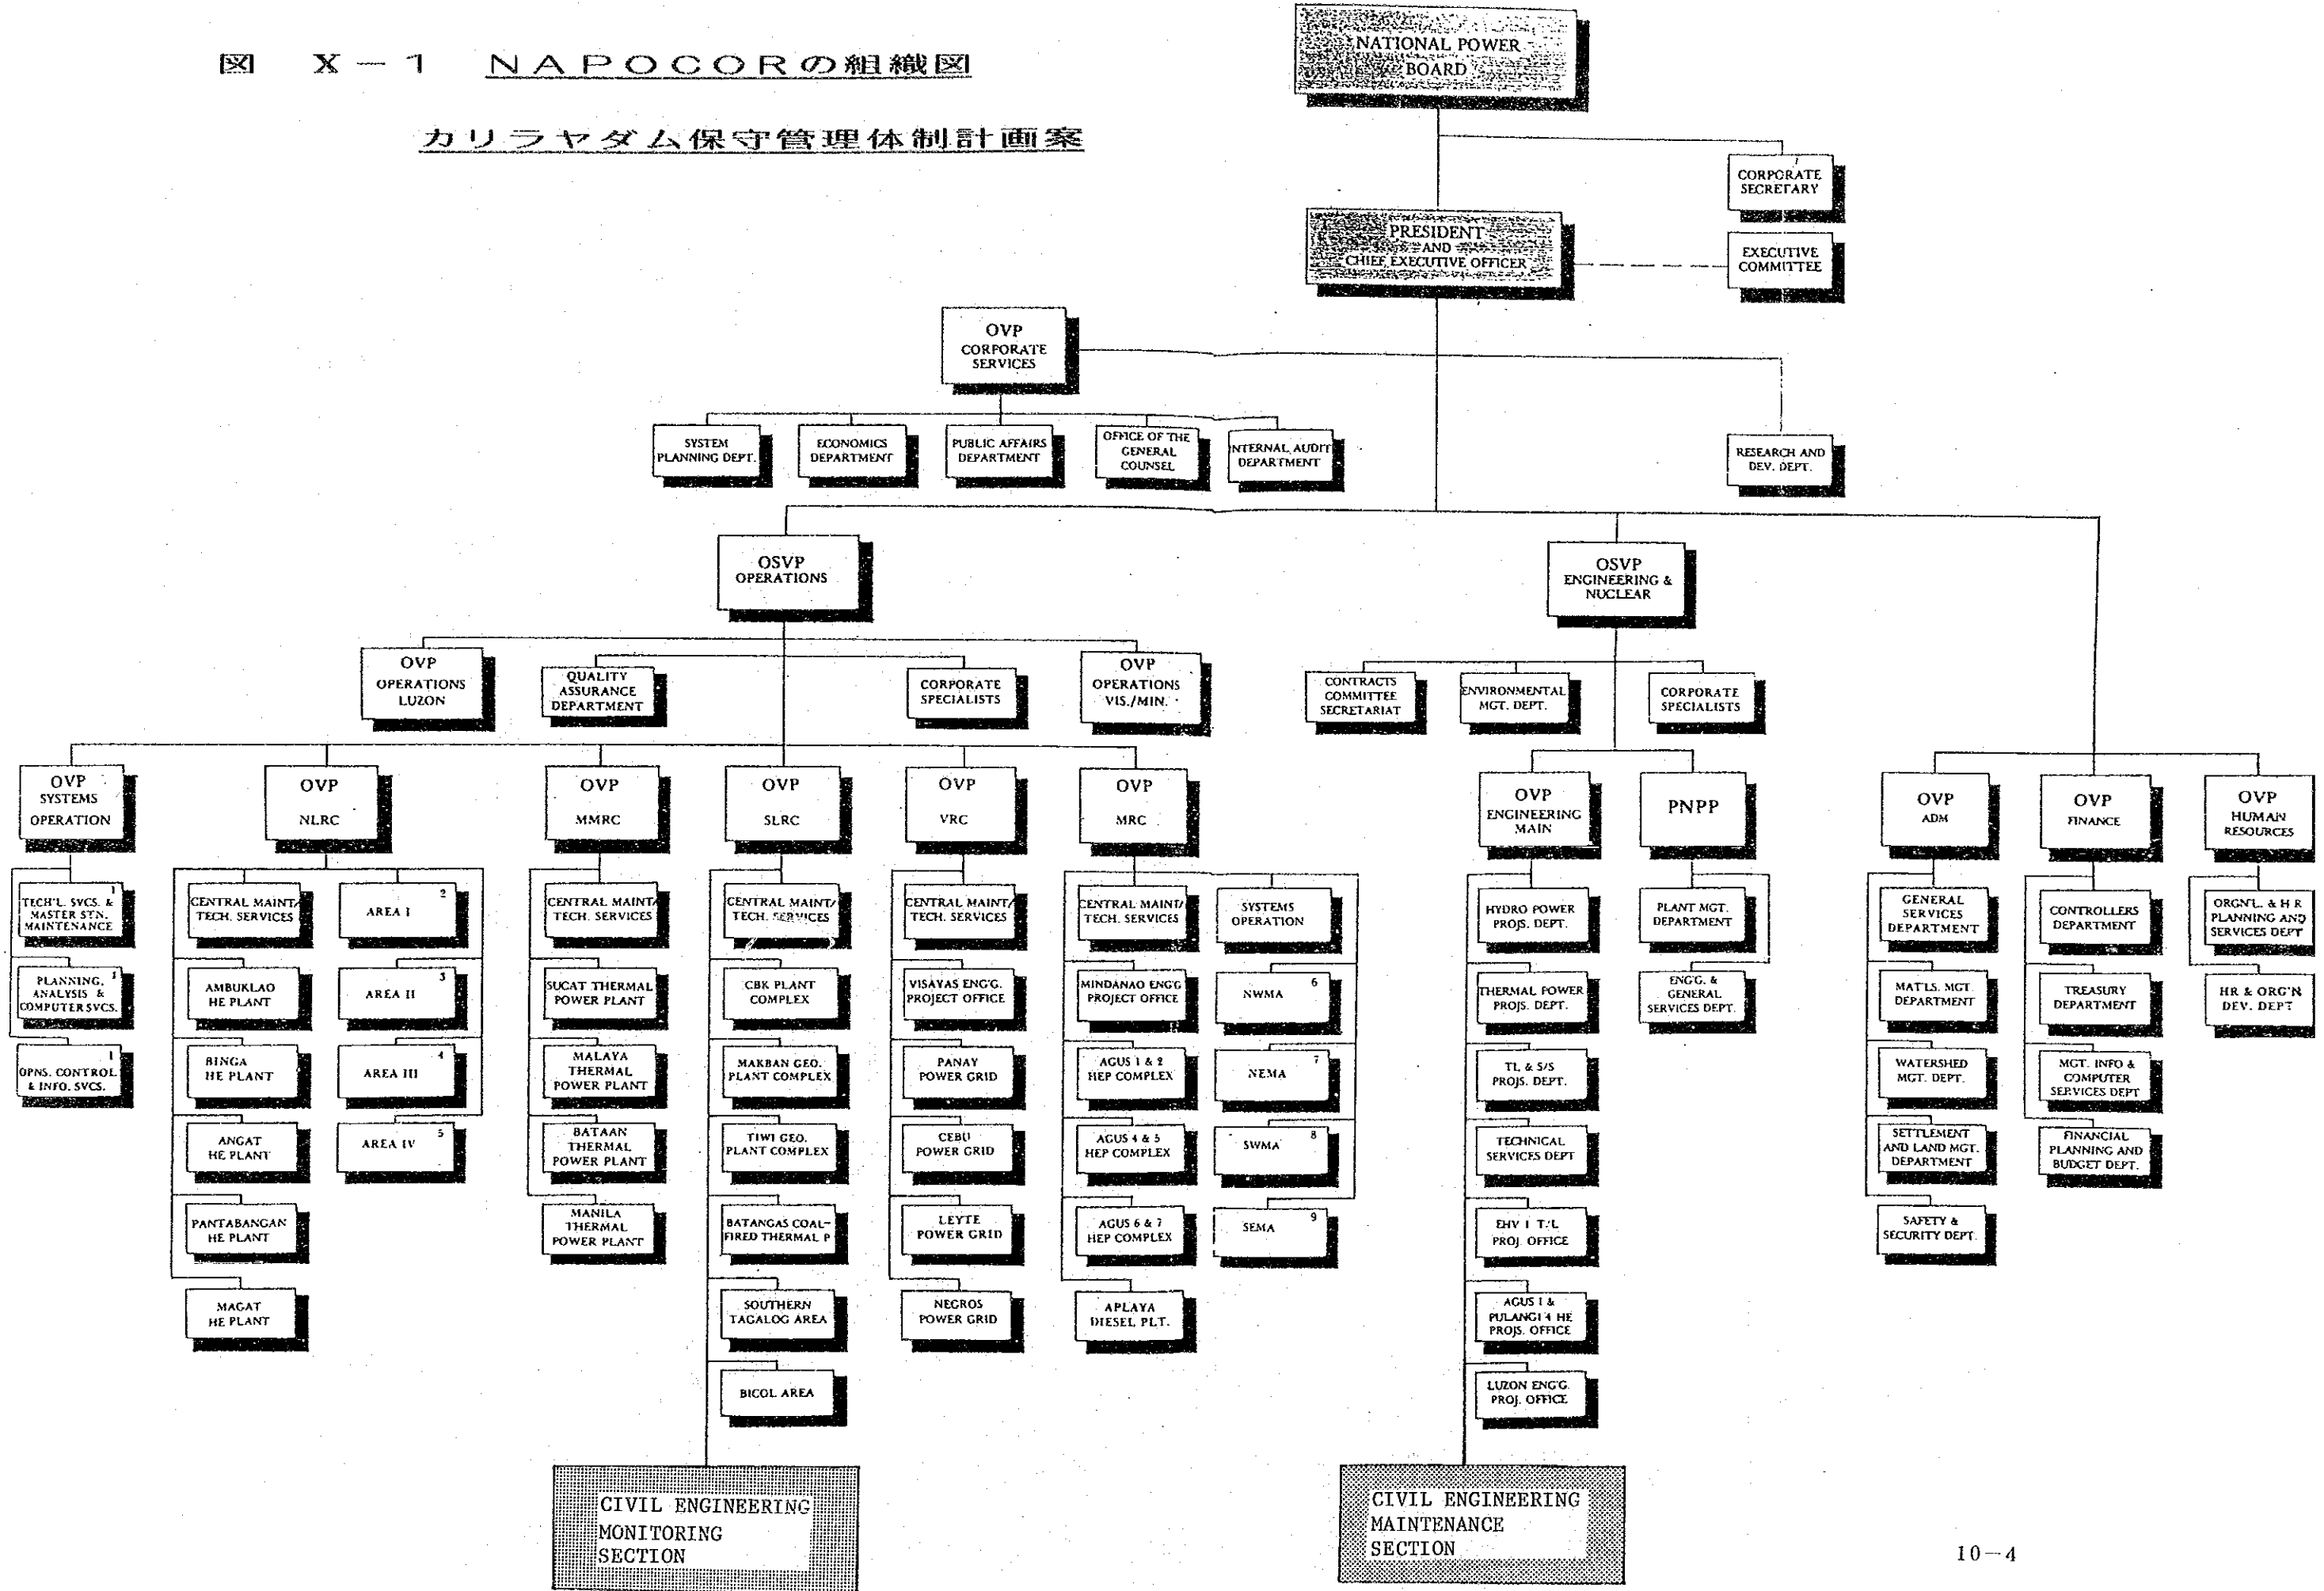 図 X－1 NAPOCORの組織図
カリラヤダム保守管理体制計画案
NATIONAL POWER
BOARD
CORPORATE
SECRETARY
PRESIDENT
AND
CHIEF EXECUTIVE OFFICER
EXECUTIVE
COMMITTEE
OVP
CORPORATE
SERVICES
SYSTEM
PLANNING DEPT.
ECONOMICS
DEPARTMENT
PUBLIC AFFAIRS
DEPARTMENT
OFFICE OF THE
GENERAL
COUNSEL
INTERNAL AUDIT
DEPARTMENT
RESEARCH AND
DEV. DEPT.
OSVP
OPERATIONS
OSVP
ENGINEERING &
NUCLEAR
OVP
OPERATIONS
LUZON
QUALITY
ASSURANCE
DEPARTMENT
CORPORATE
SPECIALISTS
OVP
OPERATIONS
VIS./MIN.
CONTRACTS
COMMITTEE
SECRETARIAT
ENVIRONMENTAL
MGT. DEPT.
CORPORATE
SPECIALISTS
OVP
SYSTEMS
OPERATION
TECH'L. SVCS. & 1
MASTER STN.
MAINTENANCE
PLANNING, 1
ANALYSIS &
COMPUTER SVCS.
1
OPNS. CONTROL
& INFO. SVCS.
OVP
NLRC
CENTRAL MAINT/
TECH. SERVICES
AMBUKLAO
HE PLANT
BINGA
HE PLANT
ANGAT
HE PLANT
PANTABANGAN
HE PLANT
MAGAT
HE PLANT
AREA I 2
AREA II 3
AREA III 4
AREA IV 5
OVP
MMRC
CENTRAL MAINT/
TECH. SERVICES
SUCAT THERMAL
POWER PLANT
MALAYA
THERMAL
POWER PLANT
BATAAN
THERMAL
POWER PLANT
MANILA
THERMAL
POWER PLANT
OVP
SLRC
CENTRAL MAINT/
TECH. SERVICES
CBK PLANT
COMPLEX
MAKBAN GEO.
PLANT COMPLEX
TIWI GEO.
PLANT COMPLEX
BATANGAS COAL-
FIRED THERMAL P
SOUTHERN
TAGALOG AREA
BICOL AREA
CIVIL ENGINEERING
MONITORING
SECTION
OVP
VRC
CENTRAL MAINT/
TECH. SERVICES
VISAYAS ENG'G.
PROJECT OFFICE
PANAY
POWER GRID
CEBU
POWER GRID
LEYTE
POWER GRID
NEGROS
POWER GRID
OVP
MRC
CENTRAL MAINT/
TECH. SERVICES
MINDANAO ENG'G
PROJECT OFFICE
AGUS 1 & 2
HEP COMPLEX
AGUS 4 & 5
HEP COMPLEX
AGUS 6 & 7
HEP COMPLEX
APLAYA
DIESEL PLT.
SYSTEMS
OPERATION
NWMA 6
NEMA 7
SWMA 8
SEMA 9
OVP
ENGINEERING
MAIN
HYDRO POWER
PROJS. DEPT.
THERMAL POWER
PROJS. DEPT.
TL & S/S
PROJS. DEPT.
TECHNICAL
SERVICES DEPT
EHV I T/L
PROJ. OFFICE
AGUS 1 &
PULANGI 4 HE
PROJS. OFFICE
LUZON ENG'G.
PROJ. OFFICE
CIVIL ENGINEERING
MAINTENANCE
SECTION
PNPP
PLANT MGT.
DEPARTMENT
ENGG. &
GENERAL
SERVICES DEPT.
OVP
ADM
GENERAL
SERVICES
DEPARTMENT
MAT'LS. MGT.
DEPARTMENT
WATERSHED
MGT. DEPT.
SETTLEMENT
AND LAND MGT.
DEPARTMENT
SAFETY &
SECURITY DEPT.
OVP
FINANCE
CONTROLLERS
DEPARTMENT
TREASURY
DEPARTMENT
MGT. INFO &
COMPUTER
SERVICES DEPT
FINANCIAL
PLANNING AND
BUDGET DEPT.
OVP
HUMAN
RESOURCES
ORGN'L. & H R
PLANNING AND
SERVICES DEPT
HR & ORG'N
DEV. DEPT
10－4